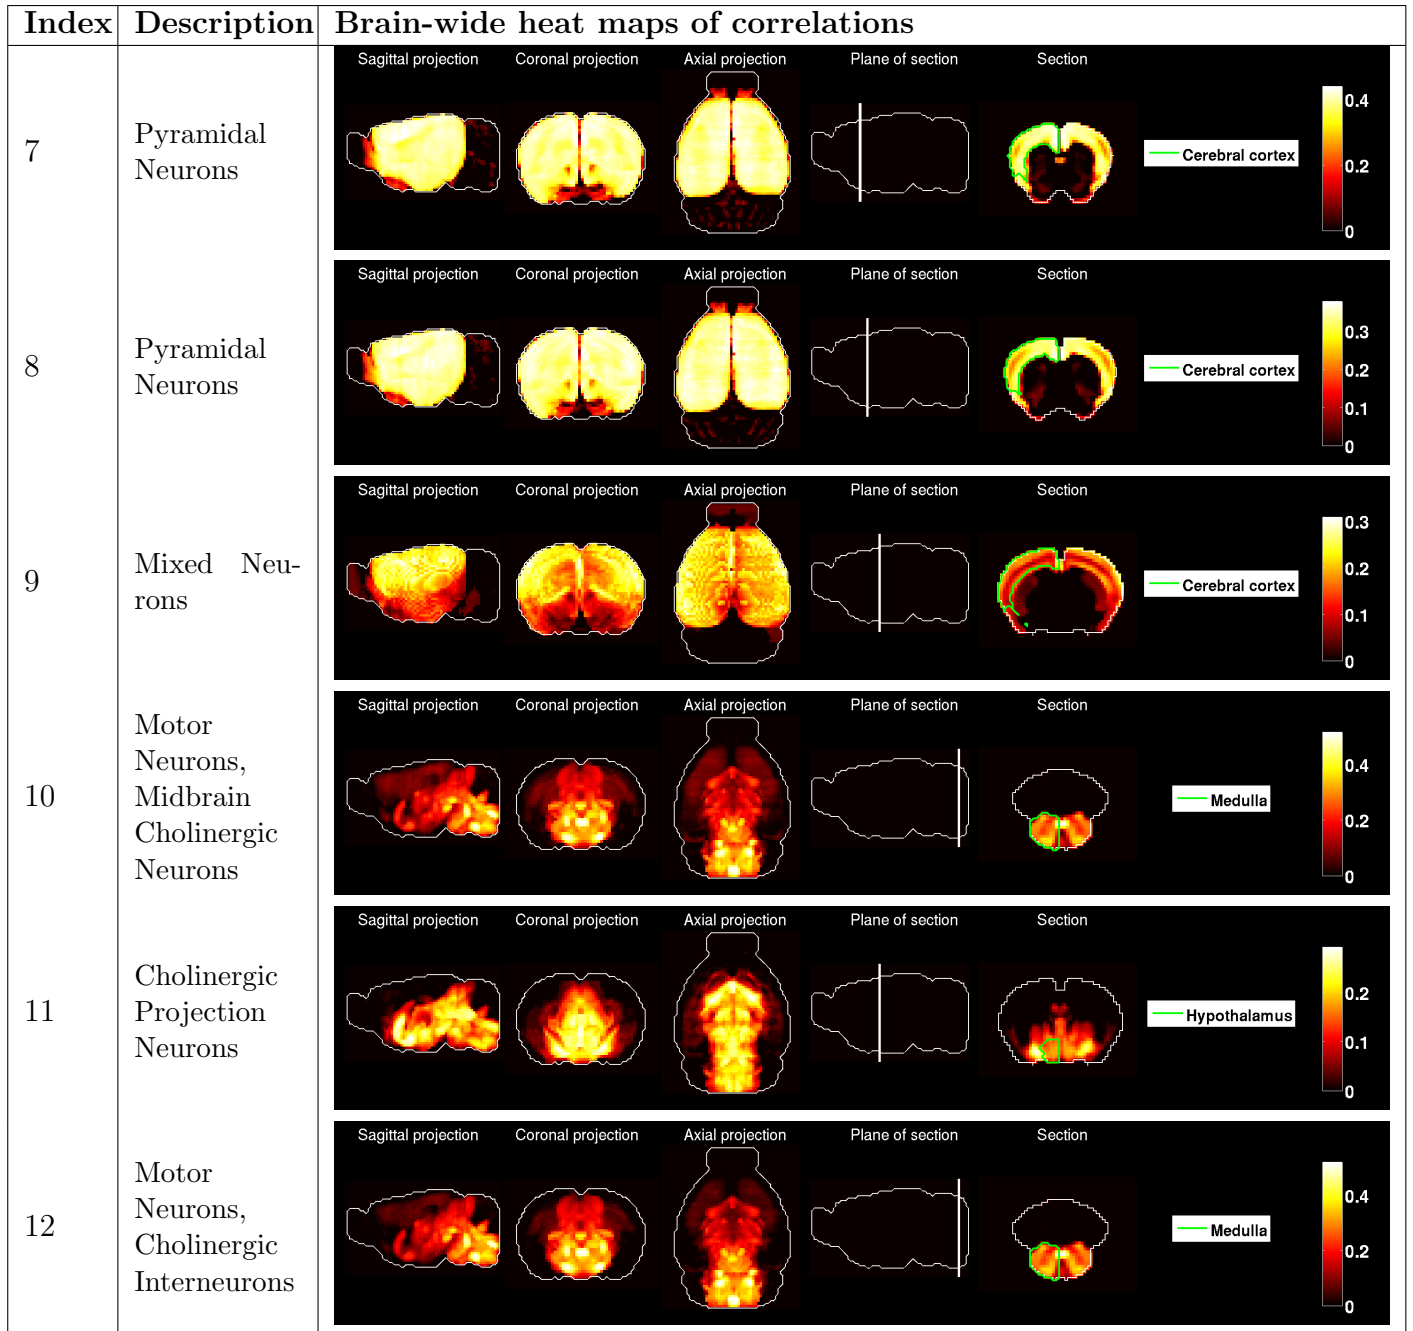 Index Description Brain-wide heat maps of correlations
Sagittal projection Coronal projection Axial projection Plane of section Section
7
Pyramidal
Neurons
Cerebral cortex
0.4
0.2
0
Sagittal projection Coronal projection Axial projection Plane of section Section
8
Pyramidal
Neurons
Cerebral cortex
0.3
0.2
0.1
0
Sagittal projection Coronal projection Axial projection Plane of section Section
9
Mixed Neu-
rons
Cerebral cortex
0.3
0.2
0.1
0
Sagittal projection Coronal projection Axial projection Plane of section Section
10
Motor
Neurons,
Midbrain
Cholinergic
Neurons
Medulla
0.4
0.2
0
Sagittal projection Coronal projection Axial projection Plane of section Section
11
Cholinergic
Projection
Neurons
Hypothalamus
0.2
0.1
0
Sagittal projection Coronal projection Axial projection Plane of section Section
12
Motor
Neurons,
Cholinergic
Interneurons
Medulla
0.4
0.2
0